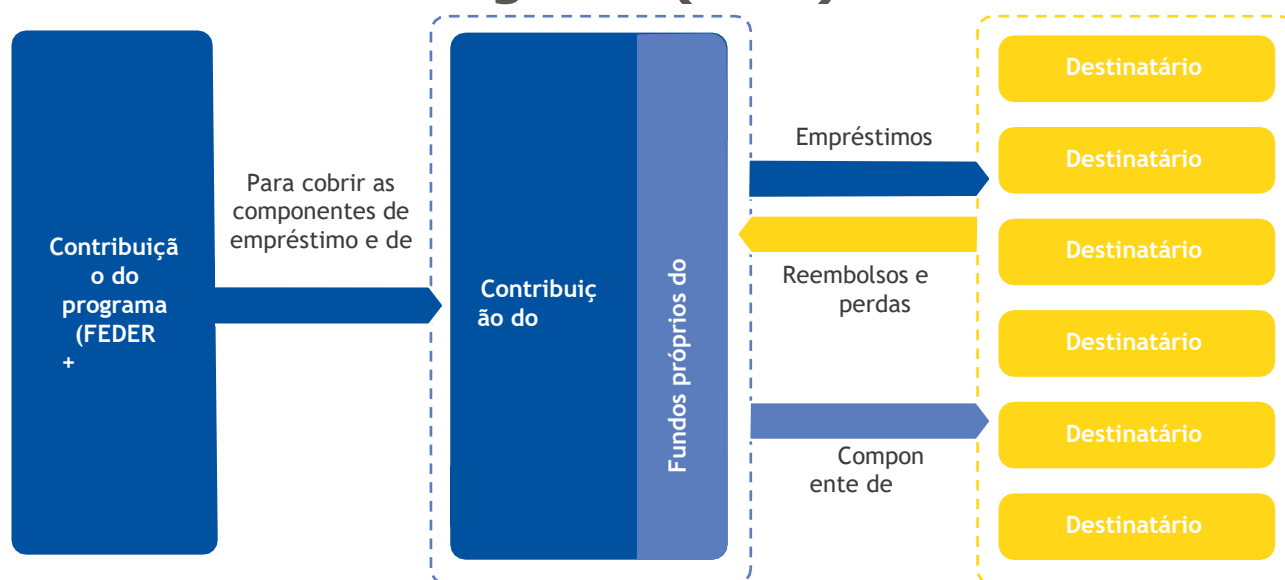 Contribuiçã
o do
programa
(FEDER
+
Para cobrir as
componentes de
empréstimo e de
Contribuiç
ão do
Fundos próprios do
Empréstimos
Reembolsos e
perdas
Compon
ente de
Destinatário
Destinatário
Destinatário
Destinatário
Destinatário
Destinatário